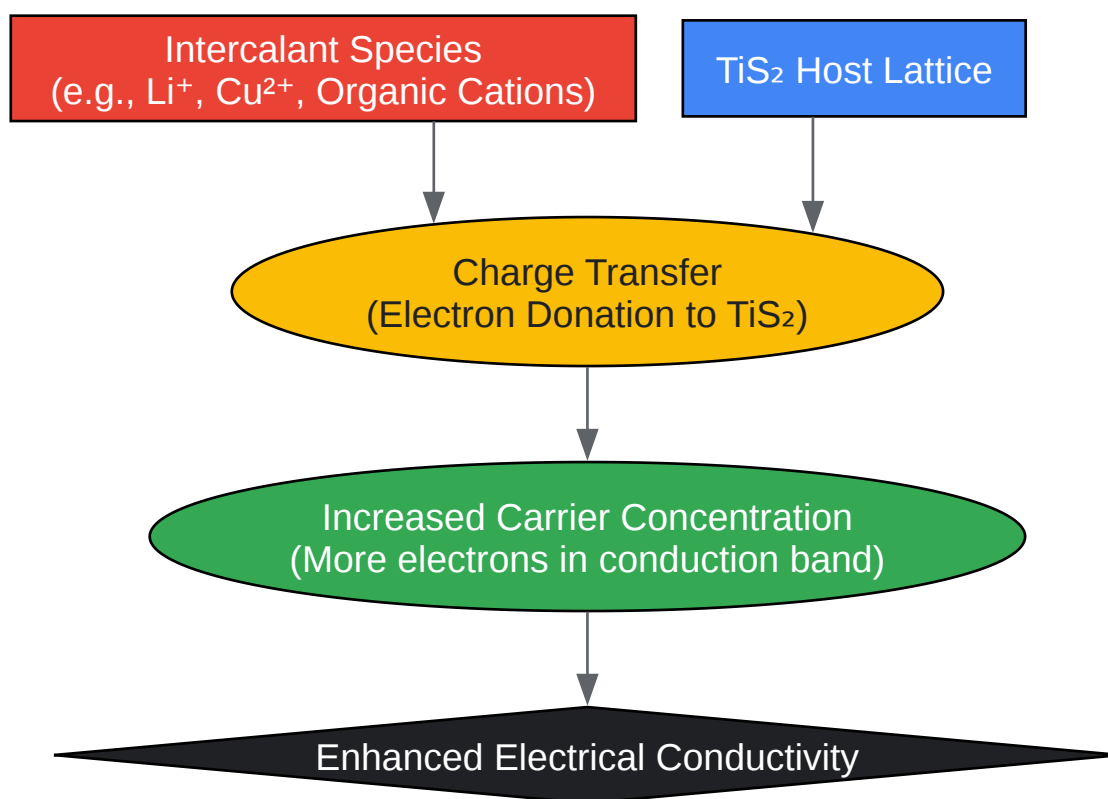 Intercalant Species
(e.g., Li⁺, Cu²⁺, Organic Cations)
TiS₂ Host Lattice
Charge Transfer
(Electron Donation to TiS₂)
Increased Carrier Concentration
(More electrons in conduction band)
Enhanced Electrical Conductivity